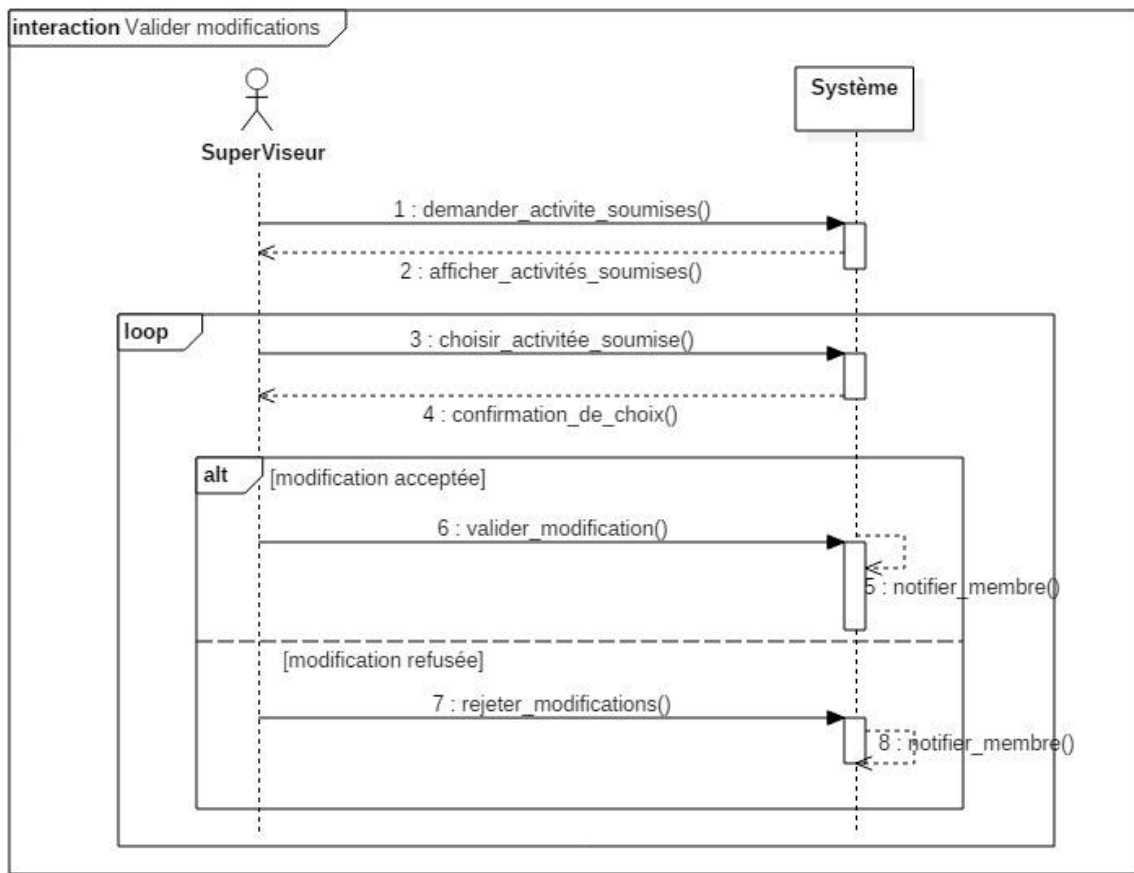 interaction Valider modifications
Système
SuperViseur
1 : demander_activite_soumises()
2 : afficher_activités_soumises()
loop
3 : choisir_activitée_soumise()
4 : confirmation_de_choix()
alt [modification acceptée]
6 : valider_modification()
5 : notifier_membre()
[modification refusée]
7 : rejeter_modifications()
8 : notifier_membre()